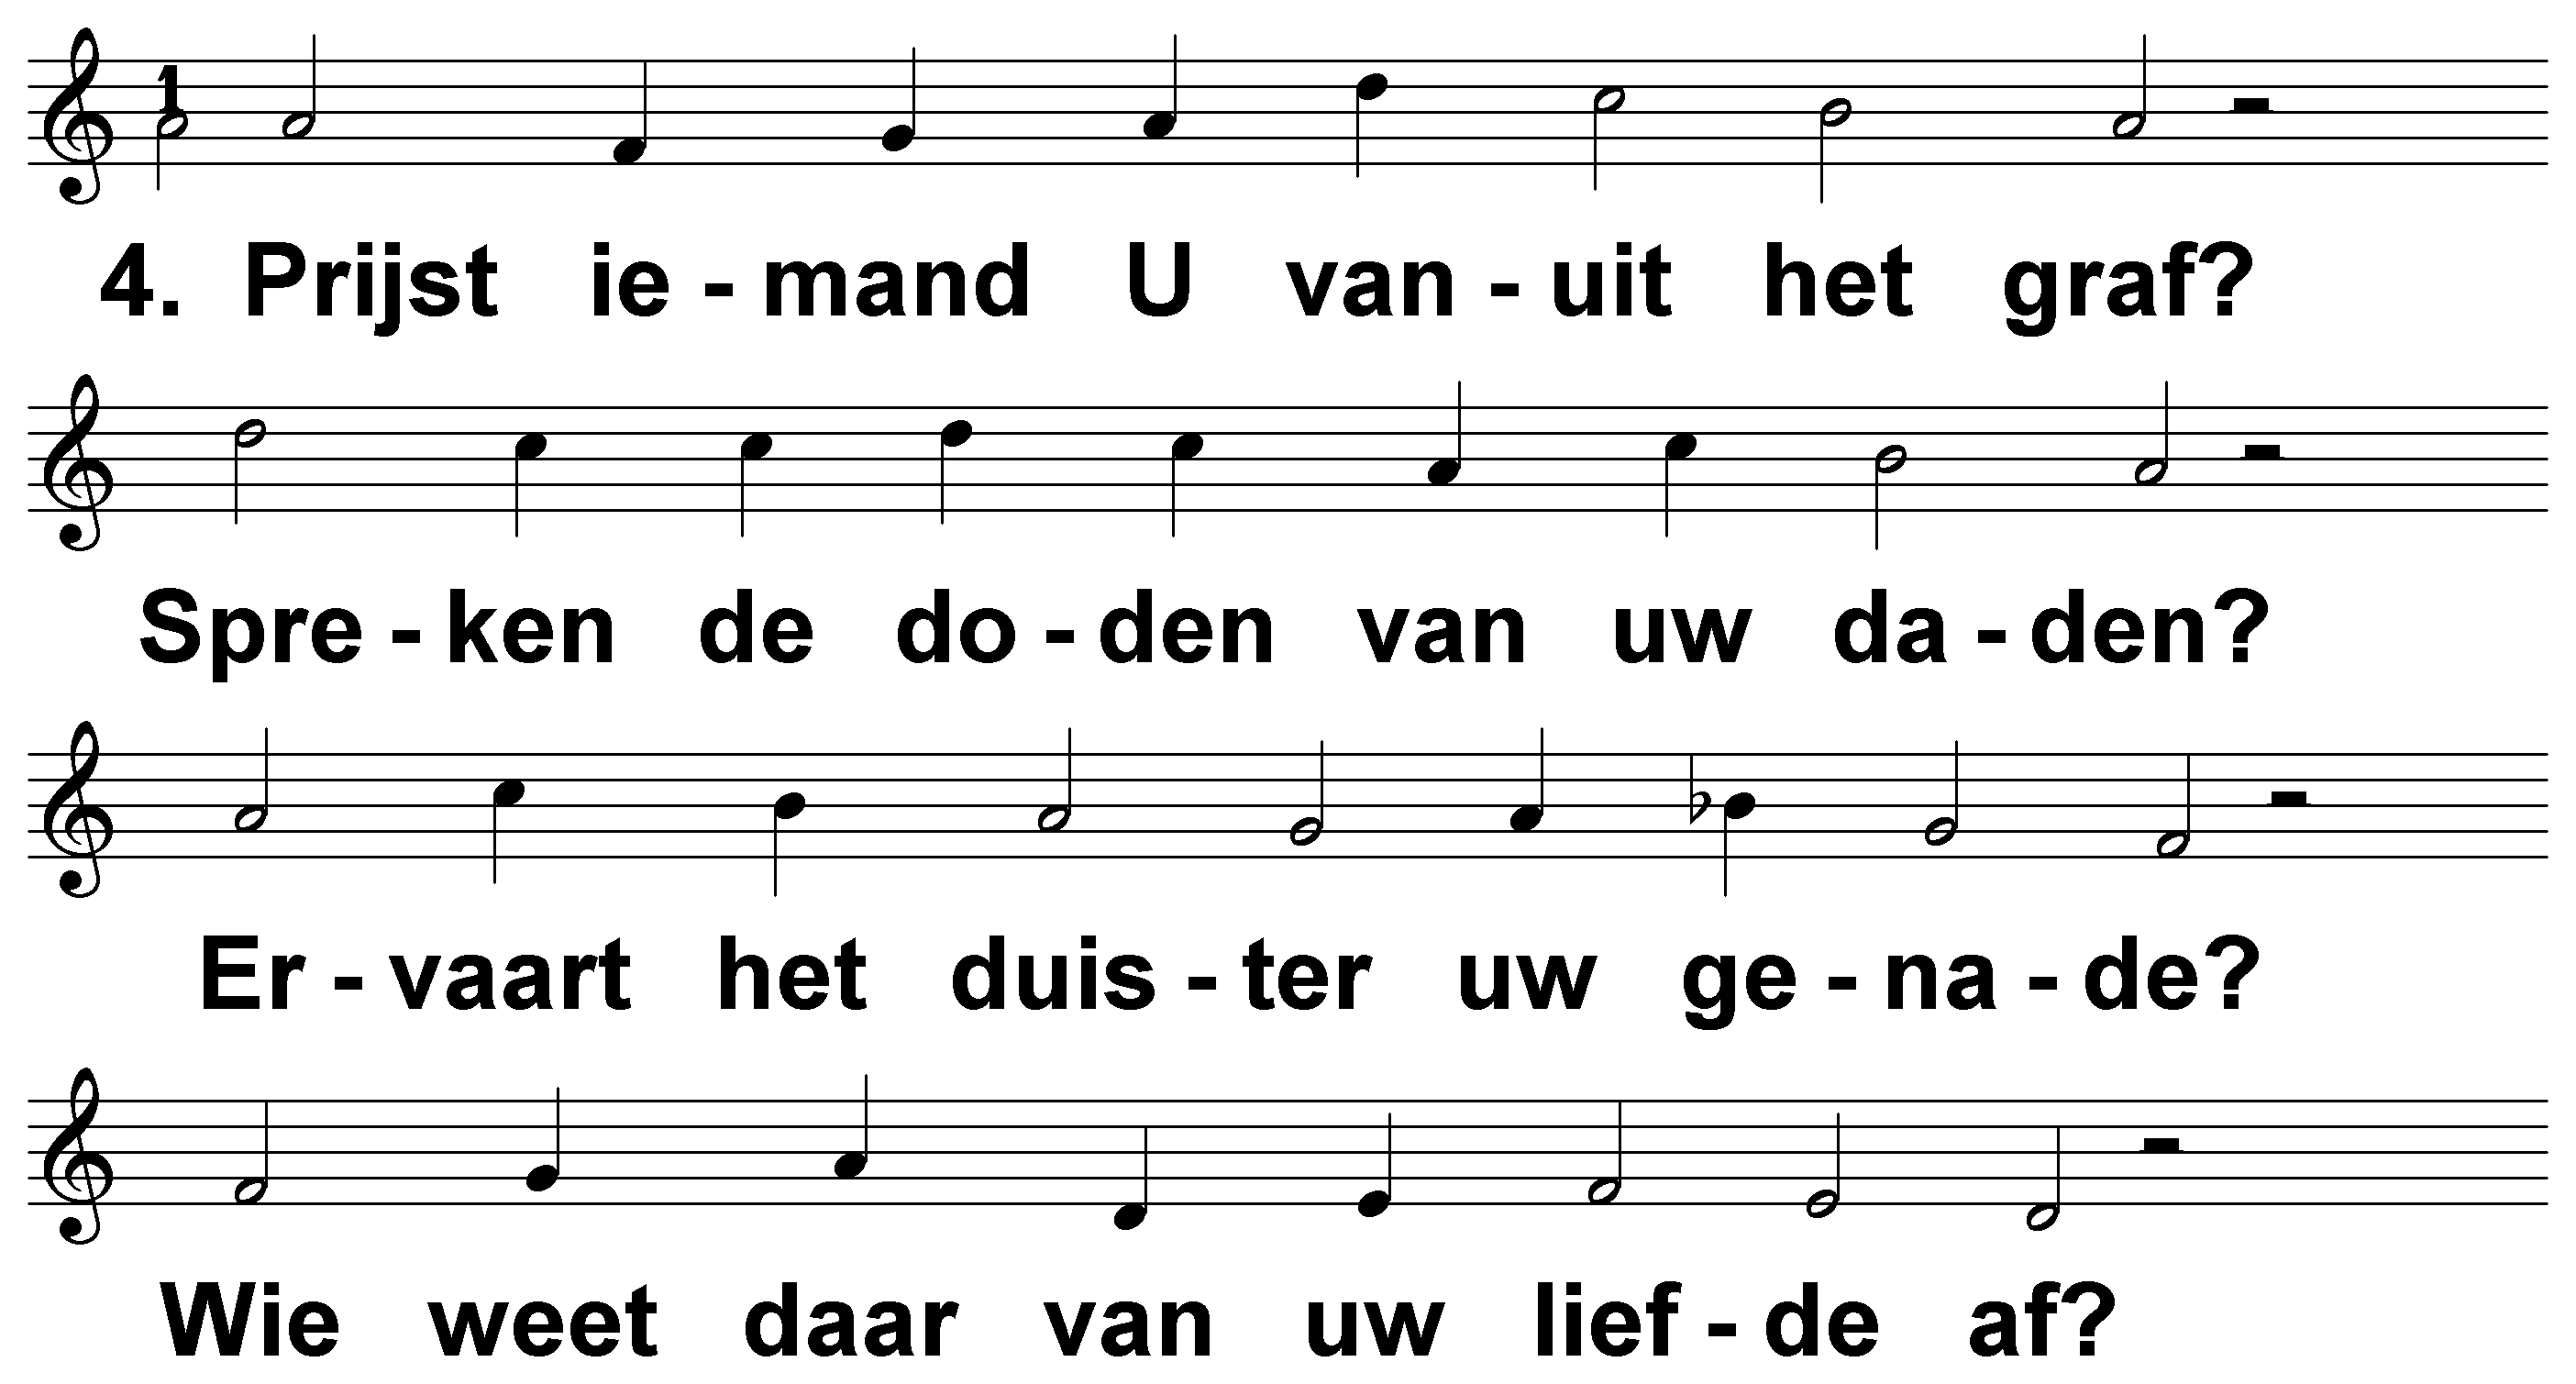 1
4. Prijst ie - mand U van - uit het graf?
Spre - ken de do - den van uw da - den?
Er - vaart het duis - ter uw ge - na - de?
Wie weet daar van uw lief - de af?